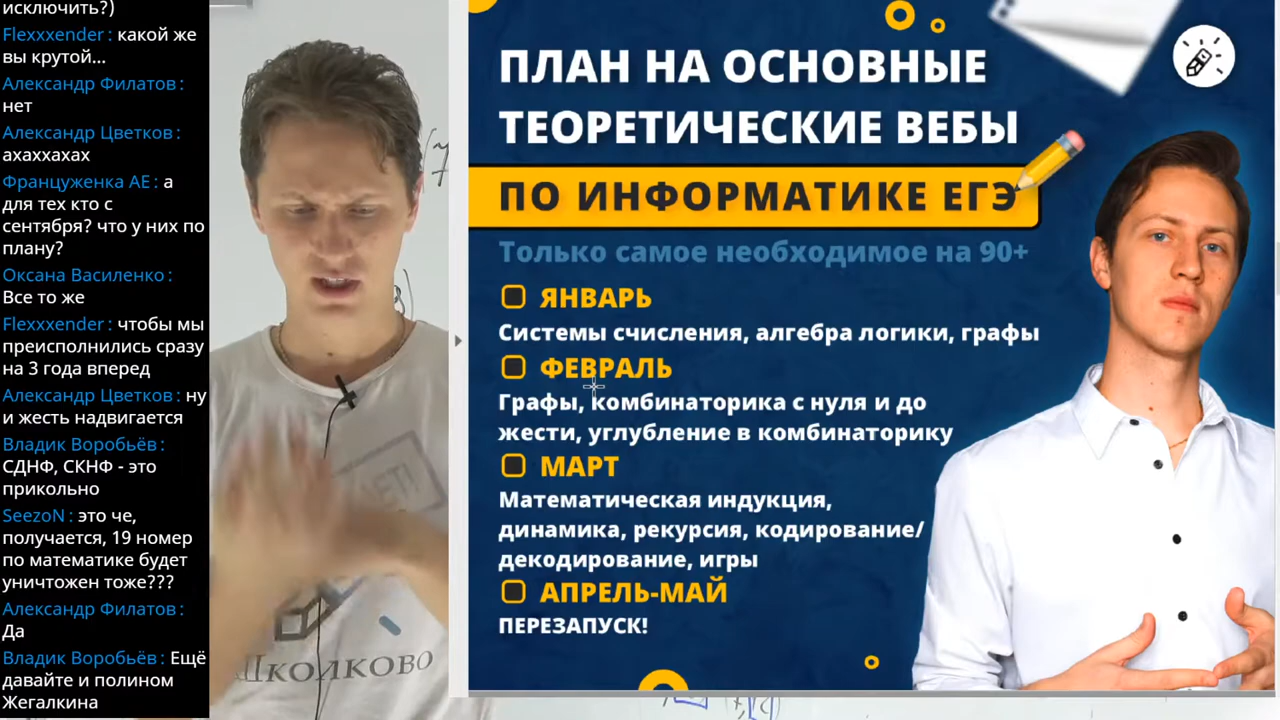 исключить?)
Flexxxender : какой же
вы крутой...
Александр Филатов :
нет
Александр Цветков :
ахаххахах
Француженка АЕ : а
для тех кто с
сентября? что у них по
плану?
Оксана Василенко :
Все то же
Flexxxender : чтобы мы
преисполнились сразу
на 3 года вперед
Александр Цветков : ну
и жесть надвигается
Владик Воробьёв :
СДНФ, СКНФ - это
прикольно
SeezoN : это че,
получается, 19 номер
по математике будет
уничтожен тоже???
Александр Филатов :
Да
Владик Воробьёв : Ещё
давайте и полином
Жегалкина
Школково
ПЛАН НА ОСНОВНЫЕ
ТЕОРЕТИЧЕСКИЕ ВЕБЫ
ПО ИНФОРМАТИКЕ ЕГЭ
Только самое необходимое на 90+
ЯНВАРЬ
Системы счисления, алгебра логики, графы
ФЕВРАЛЬ
Графы, комбинаторика с нуля и до
жести, углубление в комбинаторику
МАРТ
Математическая индукция,
динамика, рекурсия, кодирование/
декодирование, игры
АПРЕЛЬ-МАЙ
ПЕРЕЗАПУСК!